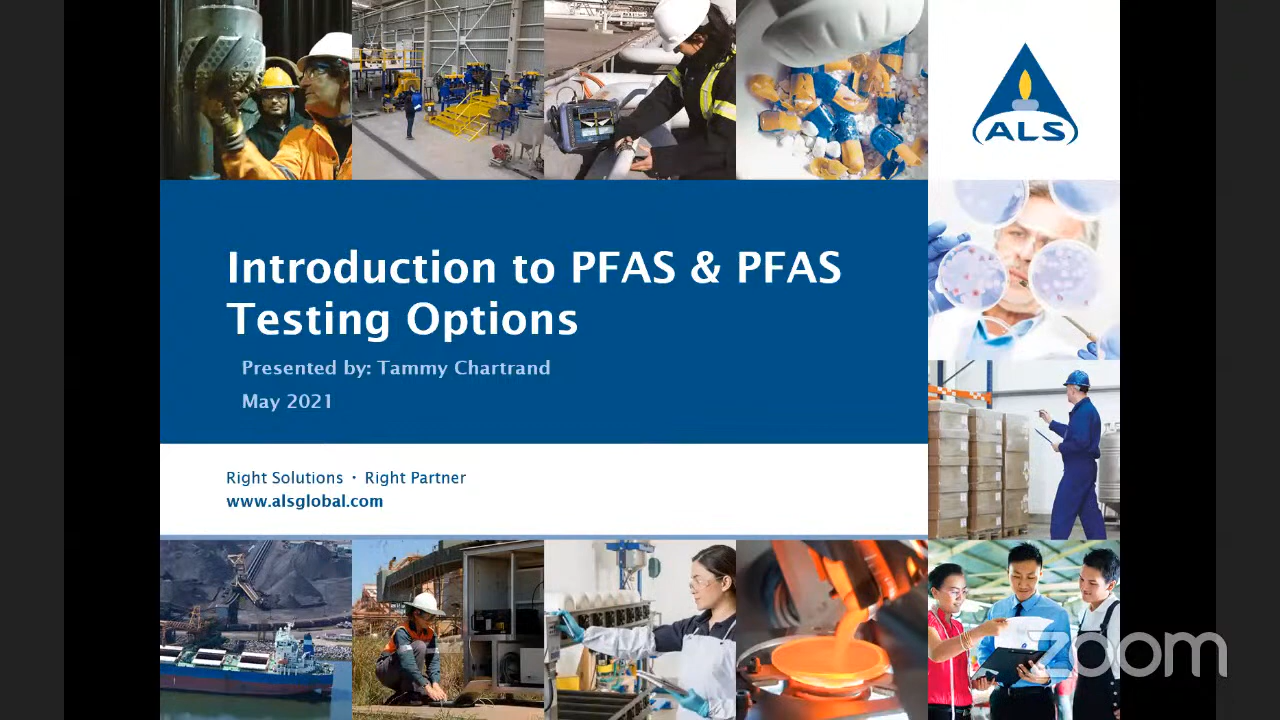 ALS
Introduction to PFAS & PFAS
Testing Options
Presented by: Tammy Chartrand
May 2021
Right Solutions · Right Partner
www.alsglobal.com
zoom